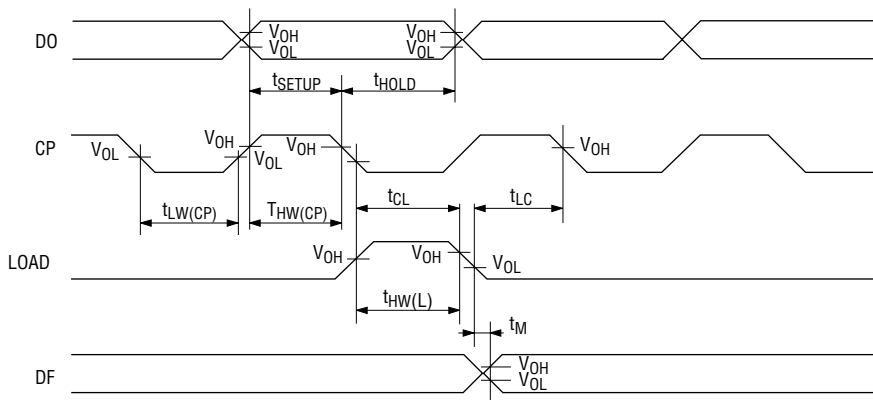 DO
VOH
VOL
VOH
VOL
tSETUP
tHOLD
CP
VOL
VOH
VOL
VOH
VOH
tLW(CP)
THW(CP)
tCL
tLC
LOAD
VOH
VOH
VOL
tHW(L)
tM
DF
VOH
VOL